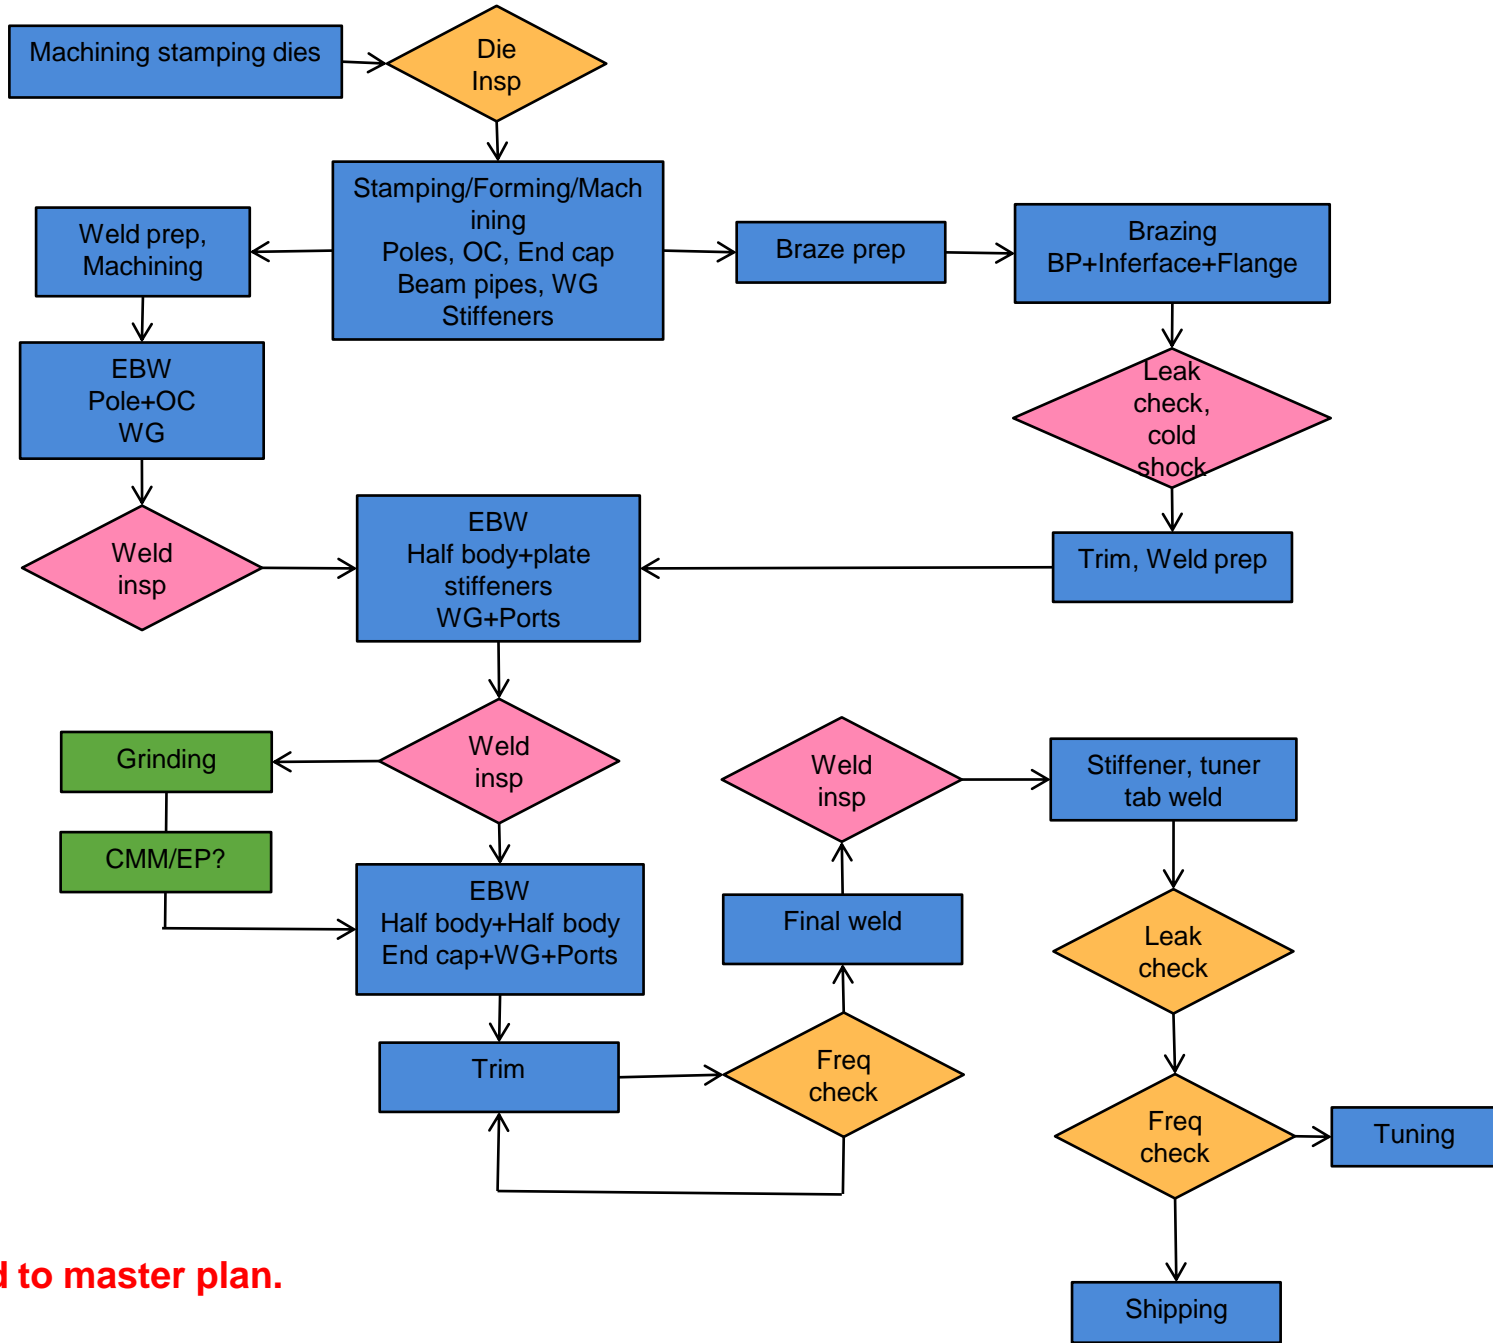 Machining stamping dies
Die
Insp
Stamping/Forming/Mach
ining
Poles, OC, End cap
Beam pipes, WG
Stiffeners
Weld prep,
Machining
Braze prep
Brazing
BP+Inferface+Flange
EBW
Pole+OC
WG
Leak
check,
cold
shock
Weld
insp
EBW
Half body+plate
stiffeners
WG+Ports
Trim, Weld prep
Weld
insp
Grinding
CMM/EP?
EBW
Half body+Half body
End cap+WG+Ports
Trim
Freq
check
Final weld
Weld
insp
Stiffener, tuner
tab weld
Leak
check
Freq
check
Tuning
Shipping
to master plan.